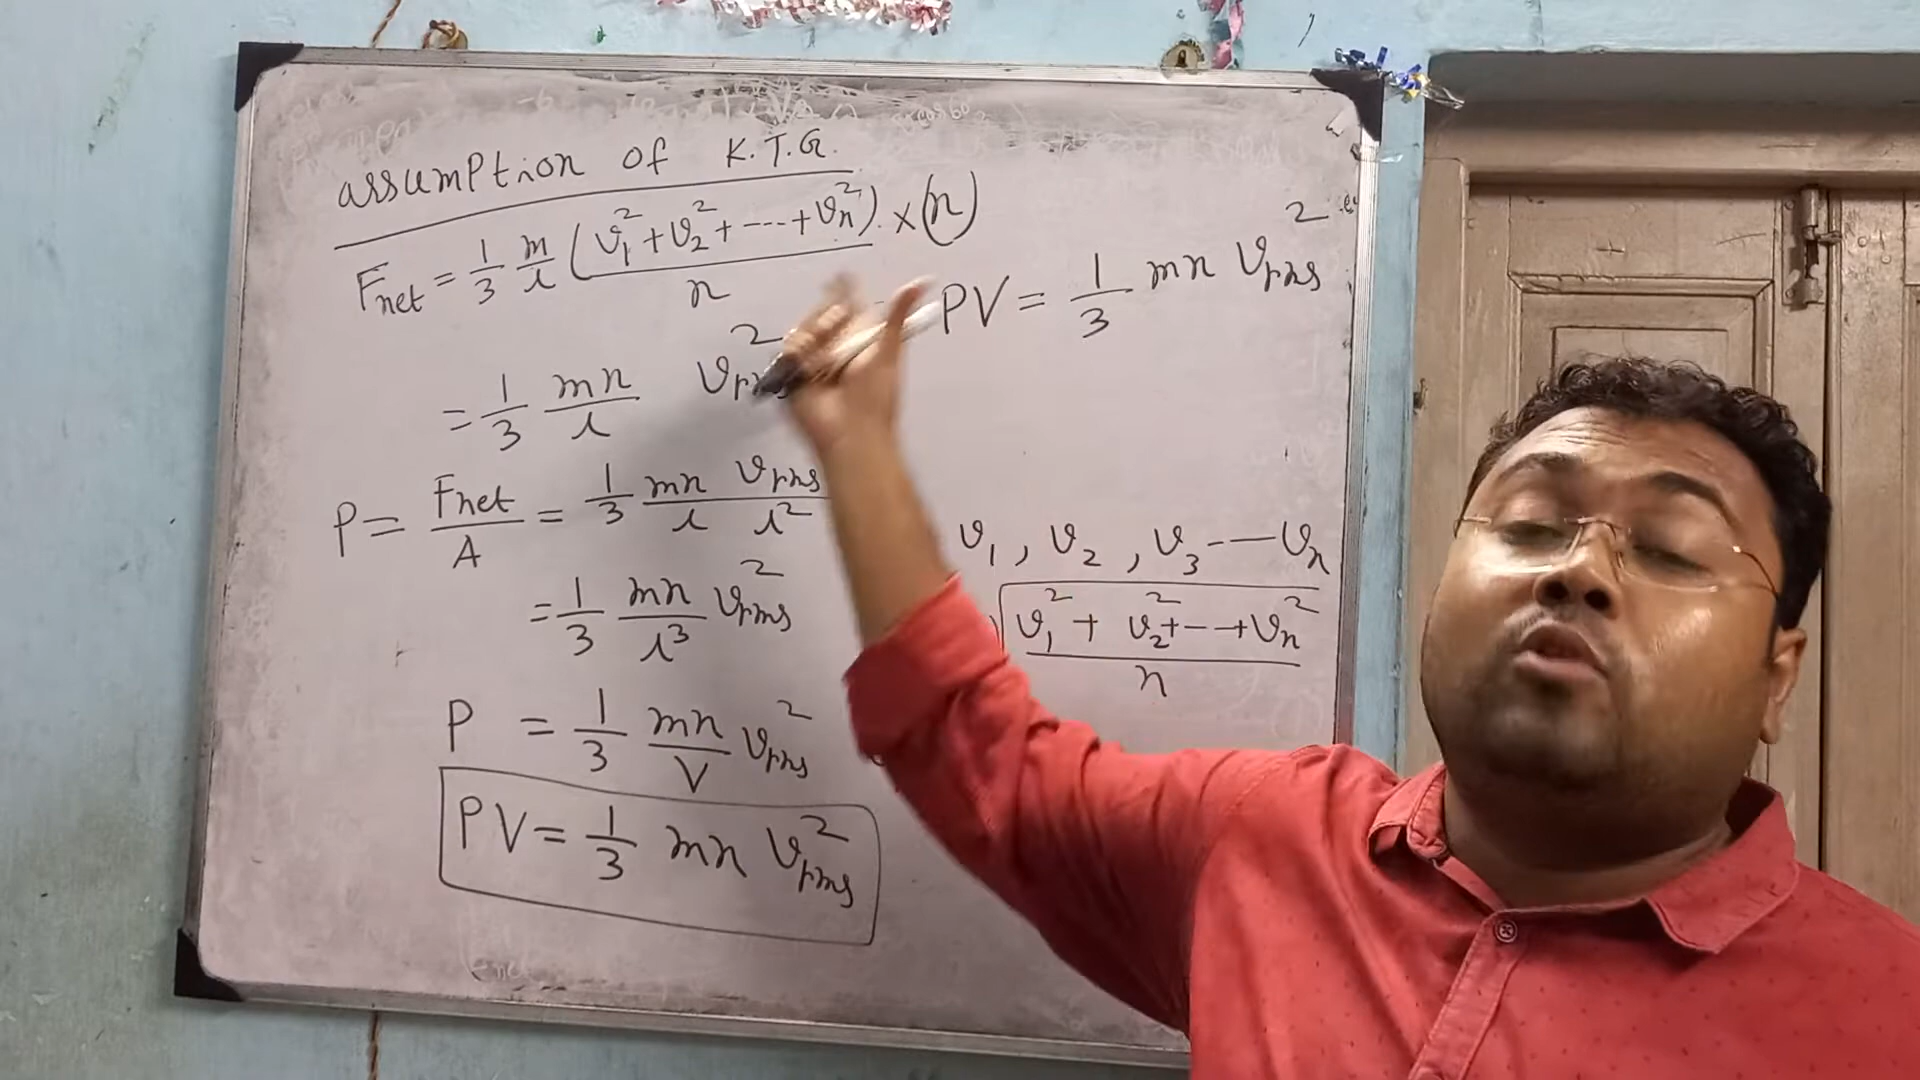 assumption of K.T.G.
Fnet = 1/3 m/l (v₁² + v₂² + --- + vₙ²)/n × (n)
= 1/3 mn/l vrms²
P = Fnet/A = 1/3 mn/l vrms/l²
= 1/3 mn/l³ vrms²
P = 1/3 mn/V vrms²
PV = 1/3 mn vrms²
PV = 1/3 mn vrms²
v₁, v₂, v₃ --- vₙ
√(v₁² + v₂² + --- + vₙ²)/n